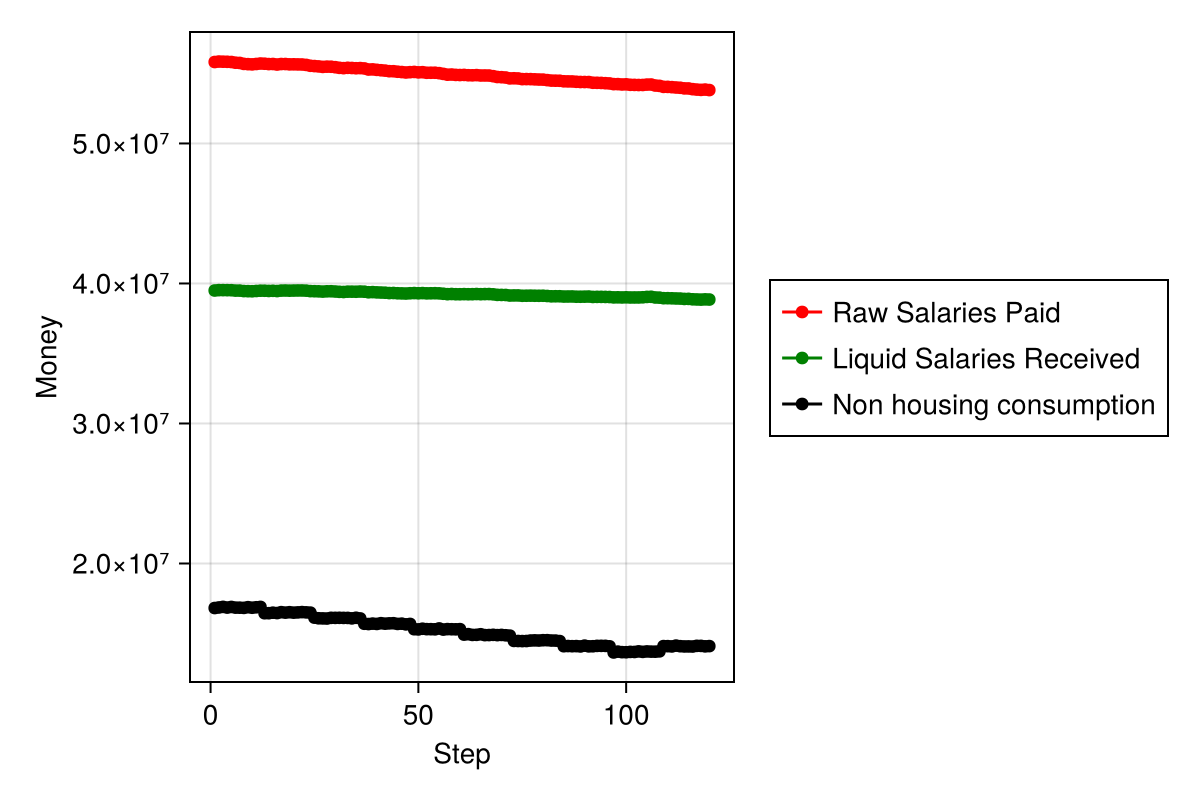 5.0×10⁷
4.0×10⁷
3.0×10⁷
2.0×10⁷
Money
0 50 100
Step
Raw Salaries Paid
Liquid Salaries Received
Non housing consumption